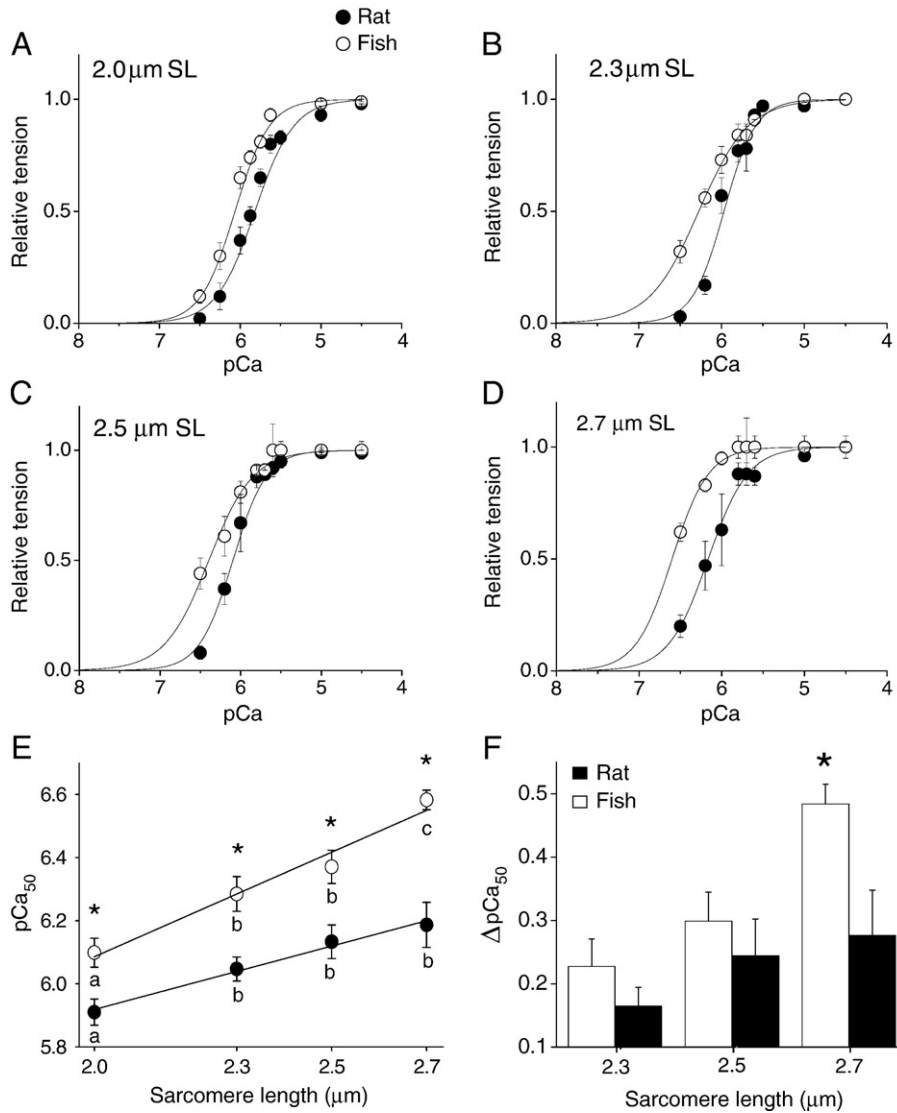 Rat
Fish
A
2.0 μm SL
1.0
0.5
0.0
Relative tension
8 7 6 5 4
pCa
B
2.3 μm SL
1.0
0.5
0.0
Relative tension
8 7 6 5 4
pCa
C
2.5 μm SL
1.0
0.5
0.0
Relative tension
8 7 6 5 4
pCa
D
2.7 μm SL
1.0
0.5
0.0
Relative tension
8 7 6 5 4
pCa
E
6.6
6.4
6.2
6.0
5.8
pCa50
* * * *
a b b c
a b b b
2.0 2.3 2.5 2.7
Sarcomere length (μm)
F
Rat
Fish
*
0.5
0.4
0.3
0.2
0.1
ΔpCa50
2.3 2.5 2.7
Sarcomere length (μm)